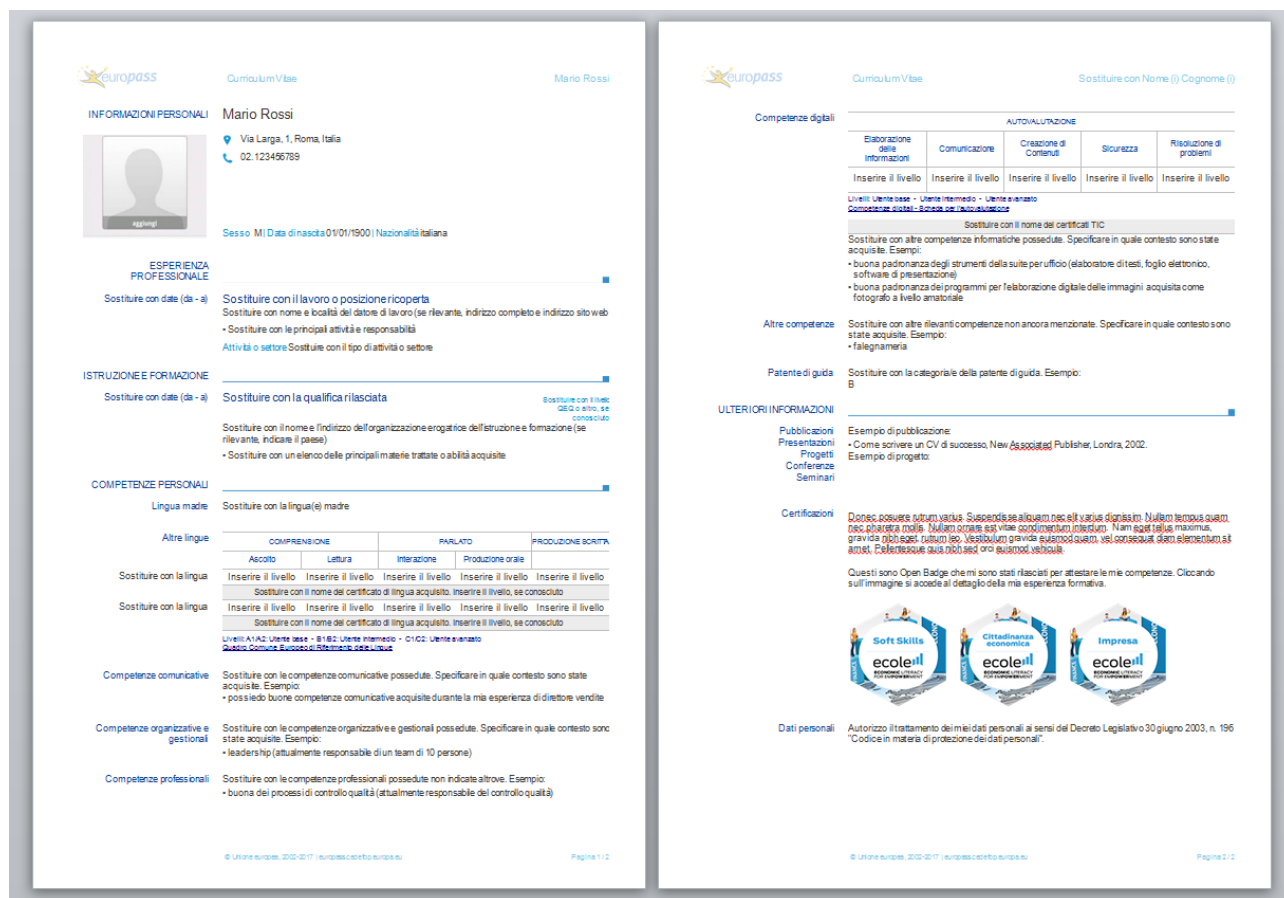 europass
Curriculum Vitae
Mario Rossi
INFORMAZIONI PERSONALI
Mario Rossi
Via Larga, 1, Roma, Italia
02.123456789
aggiungi
Sesso M | Data di nascita 01/01/1900 | Nazionalità italiana
ESPERIENZA
PROFESSIONALE
Sostituire con date (da - a)
Sostituire con il lavoro o posizione ricoperta
Sostituire con nome e località del datore di lavoro (se rilevante, indirizzo completo e indirizzo sito web
• Sostituire con le principali attività e responsabilità
Attività o settore Sostituire con il tipo di attività o settore
ISTRUZIONE E FORMAZIONE
Sostituire con date (da - a)
Sostituire con la qualifica rilasciata
Sostituire con il livello
QEQ o altro, se
conosciuto
Sostituire con il nome e l'indirizzo dell'organizzazione erogatrice dell'istruzione e formazione (se
rilevante, indicare il paese)
• Sostituire con un elenco delle principali materie trattate o abilità acquisite
COMPETENZE PERSONALI
Lingua madre
Sostituire con la lingua(e) madre
Altre lingue
COMPRENSIONE PARLATO PRODUZIONE SCRITTA
Ascolto Lettura Interazione Produzione orale
Sostituire con la lingua
Inserire il livello Inserire il livello Inserire il livello Inserire il livello Inserire il livello
Sostituire con il nome del certificato di lingua acquisito. Inserire il livello, se conosciuto
Sostituire con la lingua
Inserire il livello Inserire il livello Inserire il livello Inserire il livello Inserire il livello
Sostituire con il nome del certificato di lingua acquisito. Inserire il livello, se conosciuto
Livelli: A1/A2: Utente base - B1/B2: Utente intermedio - C1/C2: Utente avanzato
Quadro Comune Europeo di Riferimento delle Lingue
Competenze comunicative
Sostituire con le competenze comunicative possedute. Specificare in quale contesto sono state
acquisite. Esempio:
• possiedo buone competenze comunicative acquisite durante la mia esperienza di direttore vendite
Competenze organizzative e
gestionali
Sostituire con le competenze organizzative e gestionali possedute. Specificare in quale contesto sono
state acquisite. Esempio:
• leadership (attualmente responsabile di un team di 10 persone)
Competenze professionali
Sostituire con le competenze professionali possedute non indicate altrove. Esempio:
• buona dei processi di controllo qualità (attualmente responsabile del controllo qualità)
© Unione europea, 2002-2017 | europass.cedefop.europa.eu
Pagina 1 / 2
europass
Curriculum Vitae
Sostituire con Nome (i) Cognome (i)
Competenze digitali
AUTOVALUTAZIONE
Elaborazione
delle
informazioni
Comunicazione
Creazione di
Contenuti
Sicurezza
Risoluzione di
problemi
Inserire il livello Inserire il livello Inserire il livello Inserire il livello Inserire il livello
Livelli: Utente base - Utente intermedio - Utente avanzato
Competenze digitali - Scheda per l'autovalutazione
Sostituire con il nome dei certificati TIC
Sostituire con altre competenze informatiche possedute. Specificare in quale contesto sono state
acquisite. Esempi:
• buona padronanza degli strumenti della suite per ufficio (elaboratore di testi, foglio elettronico,
software di presentazione)
• buona padronanza dei programmi per l'elaborazione digitale delle immagini acquisita come
fotografo a livello amatoriale
Altre competenze
Sostituire con altre rilevanti competenze non ancora menzionate. Specificare in quale contesto sono
state acquisite. Esempio:
• falegnameria
Patente di guida
Sostituire con la categoria/e della patente di guida. Esempio:
B
ULTERIORI INFORMAZIONI
Pubblicazioni
Presentazioni
Progetti
Conferenze
Seminari
Esempio di pubblicazione:
• Come scrivere un CV di successo, New Associated Publisher, Londra, 2002.
Esempio di progetto:
Certificazioni
Donec posuere rutrum varius. Suspendisse aliquam nec elit varius dignissim. Nullam tempus quam
nec pharetra mollis. Nullam ornare est vitae condimentum interdum. Nam eget tellus maximus,
gravida nibh eget, rutrum leo. Vestibulum gravida euismod quam, vel consequat diam elementum sit
amet. Pellentesque quis nibh sed orci euismod vehicula.
Questi sono Open Badge che mi sono stati rilasciati per attestare le mie competenze. Cliccando
sull'immagine si accede al dettaglio della mia esperienza formativa.
Soft Skills
ecole
ECONOMIC LITERACY
FOR EMPOWERMENT
Cittadinanza
economica
ecole
ECONOMIC LITERACY
FOR EMPOWERMENT
Impresa
ecole
ECONOMIC LITERACY
FOR EMPOWERMENT
Dati personali
Autorizzo il trattamento dei miei dati personali ai sensi del Decreto Legislativo 30 giugno 2003, n. 196
"Codice in materia di protezione dei dati personali".
© Unione europea, 2002-2017 | europass.cedefop.europa.eu
Pagina 2 / 2